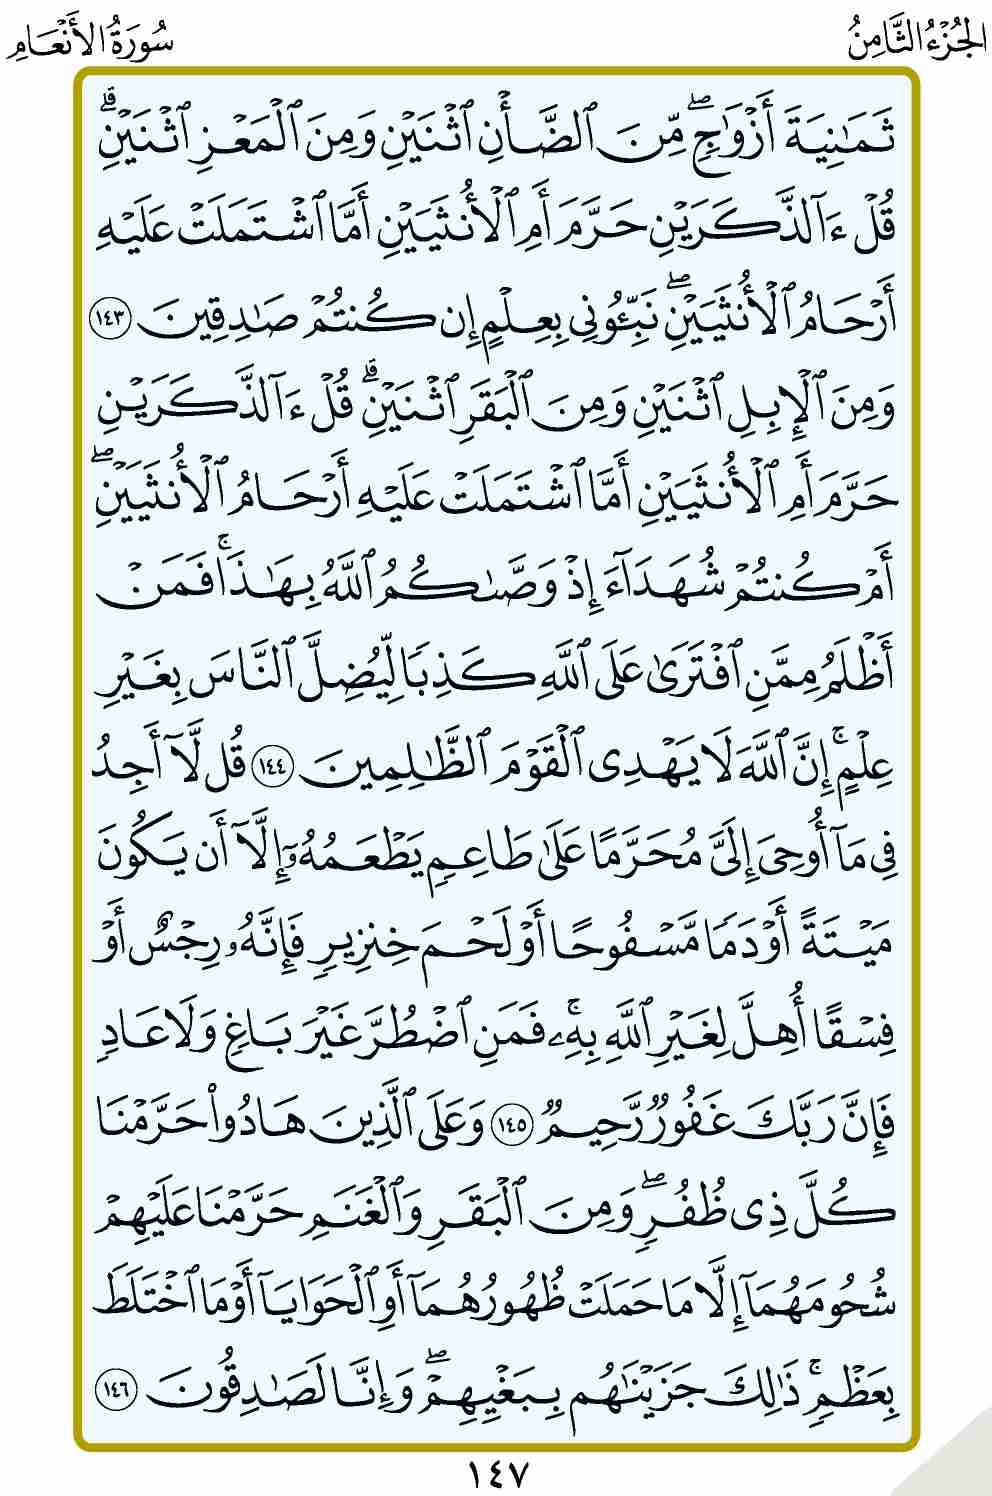 الجُزْءُ الثَّامِنُ
سُورَةُ الأَنْعَامِ
ثَمَٰنِيَةَ أَزْوَٰجٍۖ مِّنَ ٱلضَّأْنِ ٱثْنَيْنِ وَمِنَ ٱلْمَعْزِ ٱثْنَيْنِۗ
قُلْ ءَآلذَّكَرَيْنِ حَرَّمَ أَمِ ٱلْأُنثَيَيْنِ أَمَّا ٱشْتَمَلَتْ عَلَيْهِ
أَرْحَامُ ٱلْأُنثَيَيْنِۖ نَبِّـُٔونِي بِعِلْمٍ إِن كُنتُمْ صَٰدِقِينَ ١٤٣
وَمِنَ ٱلْإِبِلِ ٱثْنَيْنِ وَمِنَ ٱلْبَقَرِ ٱثْنَيْنِۗ قُلْ ءَآلذَّكَرَيْنِ
حَرَّمَ أَمِ ٱلْأُنثَيَيْنِ أَمَّا ٱشْتَمَلَتْ عَلَيْهِ أَرْحَامُ ٱلْأُنثَيَيْنِۖ
أَمْ كُنتُمْ شُهَدَآءَ إِذْ وَصَّىٰكُمُ ٱللَّهُ بِهَٰذَاۚ فَمَنْ
أَظْلَمُ مِمَّنِ ٱفْتَرَىٰ عَلَى ٱللَّهِ كَذِبًا لِّيُضِلَّ ٱلنَّاسَ بِغَيْرِ
عِلْمٍۚ إِنَّ ٱللَّهَ لَا يَهْدِى ٱلْقَوْمَ ٱلظَّٰلِمِينَ ١٤٤ قُل لَّآ أَجِدُ
فِي مَآ أُوحِىَ إِلَىَّ مُحَرَّمًا عَلَىٰ طَاعِمٍ يَطْعَمُهُۥٓ إِلَّآ أَن يَكُونَ
مَيْتَةً أَوْ دَمًا مَّسْفُوحًا أَوْ لَحْمَ خِنزِيرٍ فَإِنَّهُۥ رِجْسٌ أَوْ
فِسْقًا أُهِلَّ لِغَيْرِ ٱللَّهِ بِهِۦۚ فَمَنِ ٱضْطُرَّ غَيْرَ بَاغٍ وَلَا عَادٍ
فَإِنَّ رَبَّكَ غَفُورٌ رَّحِيمٌ ١٤٥ وَعَلَى ٱلَّذِينَ هَادُوا۟ حَرَّمْنَا
كُلَّ ذِى ظُفُرٍۖ وَمِنَ ٱلْبَقَرِ وَٱلْغَنَمِ حَرَّمْنَا عَلَيْهِمْ
شُحُومَهُمَآ إِلَّا مَا حَمَلَتْ ظُهُورُهُمَآ أَوِ ٱلْحَوَايَآ أَوْ مَا ٱخْتَلَطَ
بِعَظْمٍۚ ذَٰلِكَ جَزَيْنَٰهُم بِبَغْيِهِمْۖ وَإِنَّا لَصَٰدِقُونَ ١٤٦
١٤٧